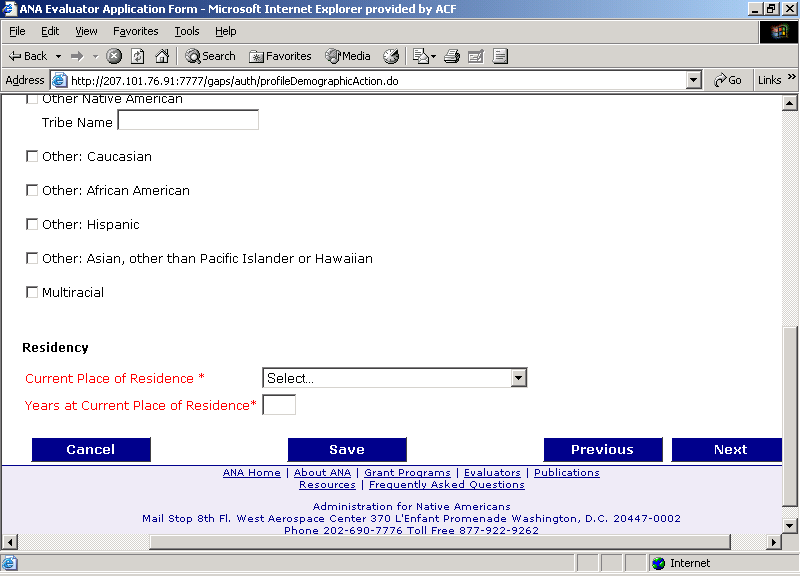 ANA Evaluator Application Form - Microsoft Internet Explorer provided by ACF
File Edit View Favorites Tools Help
Back Search Favorites Media
Address http://207.101.76.91:7777/gaps/auth/profileDemographicAction.do Go Links »
Other Native American
Tribe Name
Other: Caucasian
Other: African American
Other: Hispanic
Other: Asian, other than Pacific Islander or Hawaiian
Multiracial
Residency
Current Place of Residence * Select...
Years at Current Place of Residence*
Cancel Save Previous Next
ANA Home | About ANA | Grant Programs | Evaluators | Publications
Resources | Frequently Asked Questions
Administration for Native Americans
Mail Stop 8th Fl. West Aerospace Center 370 L'Enfant Promenade Washington, D.C. 20447-0002
Phone 202-690-7776 Toll Free 877-922-9262
Internet